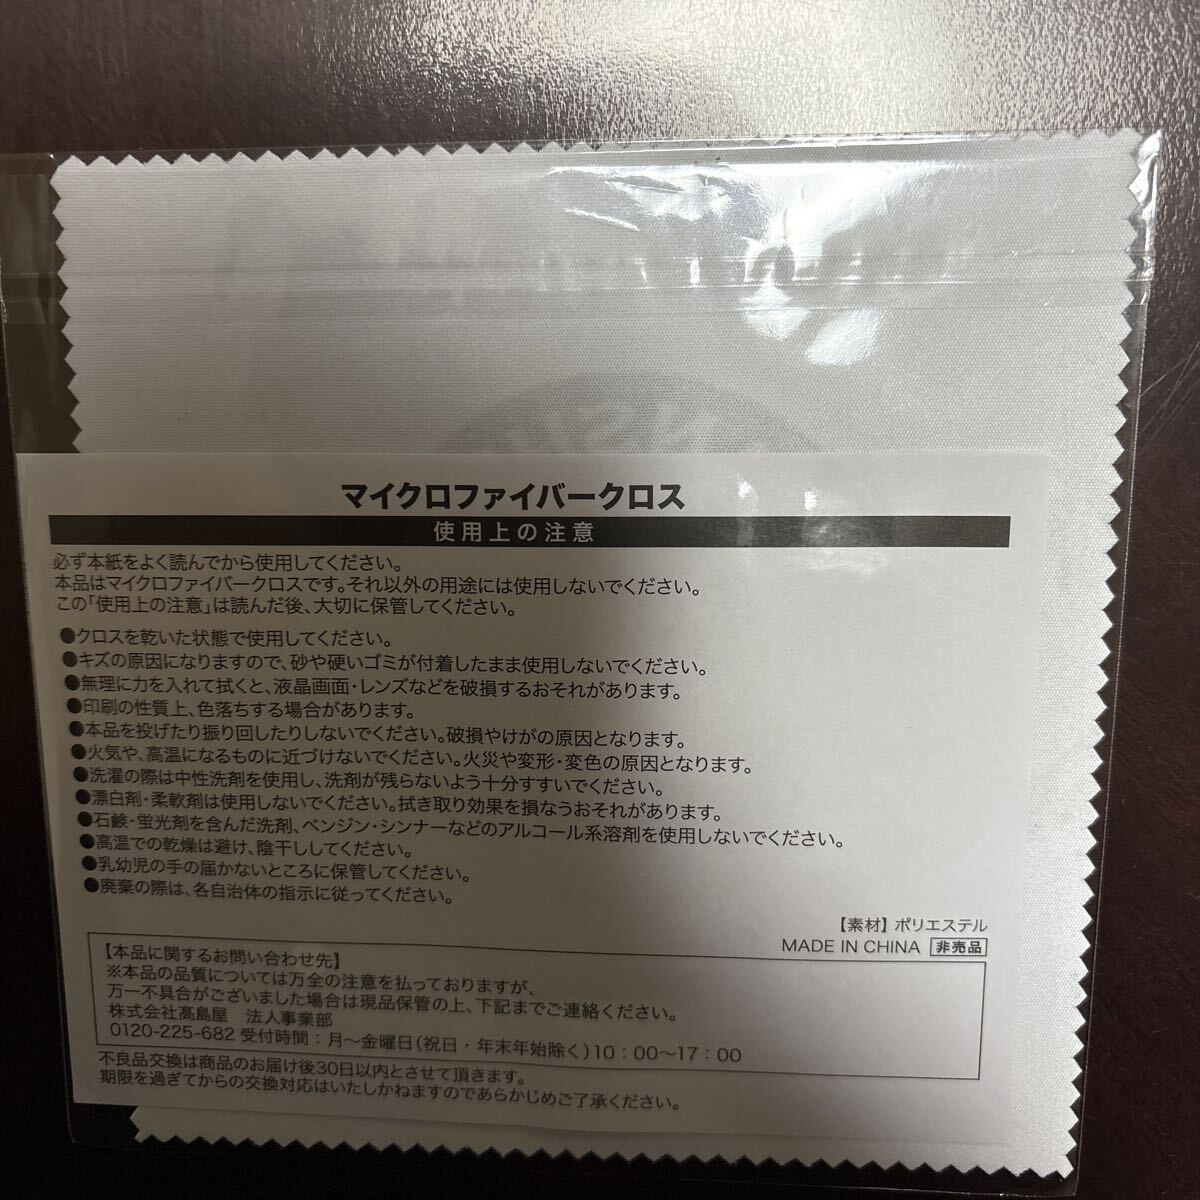 マイクロファイバークロス
使用上の注意
必ず本紙をよく読んでから使用してください。
本品はマイクロファイバークロスです。それ以外の用途には使用しないでください。
この「使用上の注意」は読んだ後、大切に保管してください。
●クロスを乾いた状態で使用してください。
●キズの原因になりますので、砂や硬いゴミが付着したまま使用しないでください。
●無理に力を入れて拭くと、液晶画面・レンズなどを破損するおそれがあります。
●印刷の性質上、色落ちする場合があります。
●本品を投げたり振り回したりしないでください。破損やけがの原因となります。
●火気や、高温になるものに近づけないでください。火災や変形・変色の原因となります。
●洗濯の際は中性洗剤を使用し、洗剤が残らないよう十分すすいでください。
●漂白剤・柔軟剤は使用しないでください。拭き取り効果を損なうおそれがあります。
●石鹸・蛍光剤を含んだ洗剤、ベンジン・シンナーなどのアルコール系溶剤を使用しないでください。
●高温での乾燥は避け、陰干ししてください。
●乳幼児の手の届かないところに保管してください。
●廃棄の際は、各自治体の指示に従ってください。
【素材】ポリエステル
MADE IN CHINA 非売品
【本品に関するお問い合わせ先】
※本品の品質については万全の注意を払っておりますが、
万一不具合がございました場合は現品保管の上、下記までご連絡ください。
株式会社髙島屋　法人事業部
0120-225-682 受付時間：月〜金曜日（祝日・年末年始除く）10：00〜17：00
不良品交換は商品のお届け後30日以内とさせて頂きます。
期限を過ぎてからの交換対応はいたしかねますのであらかじめご了承ください。